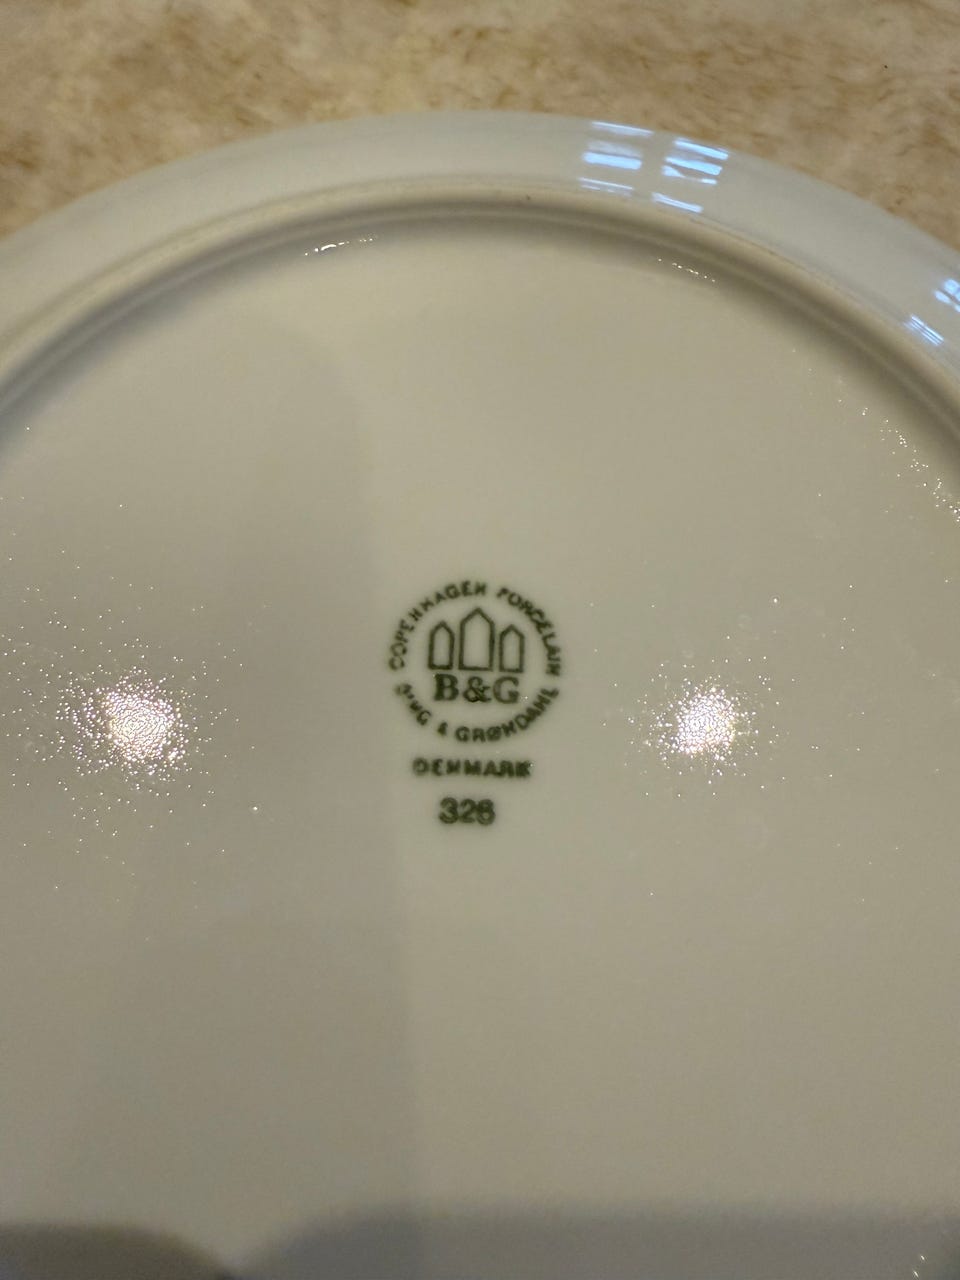 COPENHAGEN PORCELAIN
B&G
BING & GRØNDAHL
DENMARK
326